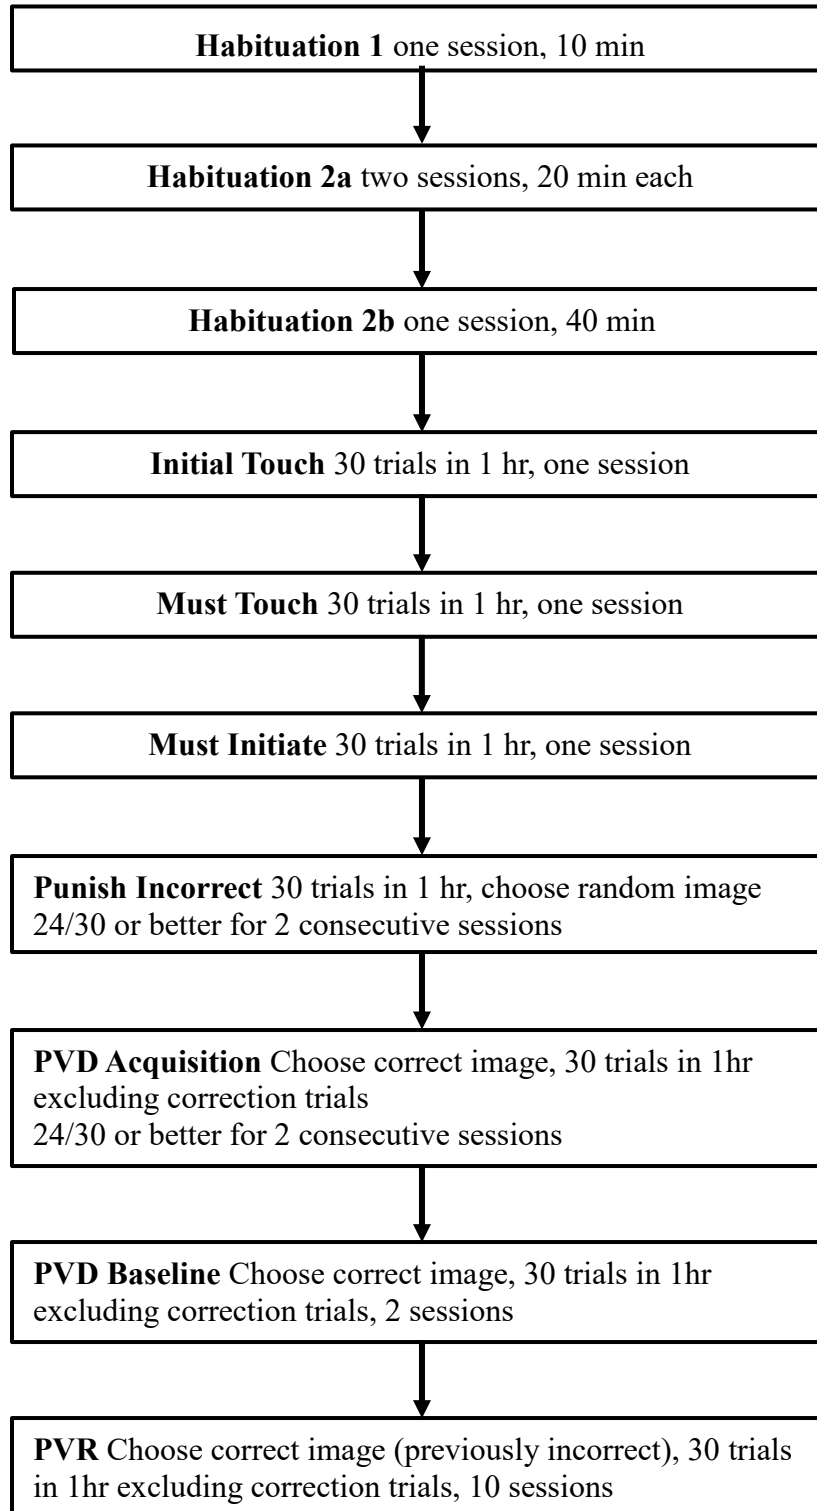 Habituation 1 one session, 10 min
Habituation 2a two sessions, 20 min each
Habituation 2b one session, 40 min
Initial Touch 30 trials in 1 hr, one session
Must Touch 30 trials in 1 hr, one session
Must Initiate 30 trials in 1 hr, one session
Punish Incorrect 30 trials in 1 hr, choose random image
24/30 or better for 2 consecutive sessions
PVD Acquisition Choose correct image, 30 trials in 1hr
excluding correction trials
24/30 or better for 2 consecutive sessions
PVD Baseline Choose correct image, 30 trials in 1hr
excluding correction trials, 2 sessions
PVR Choose correct image (previously incorrect), 30 trials
in 1hr excluding correction trials, 10 sessions